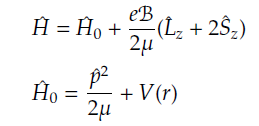 Ĥ = Ĥ₀ + eℬ/2μ (L̂_z + 2Ŝ_z)
Ĥ₀ = p̂²/2μ + V(r)